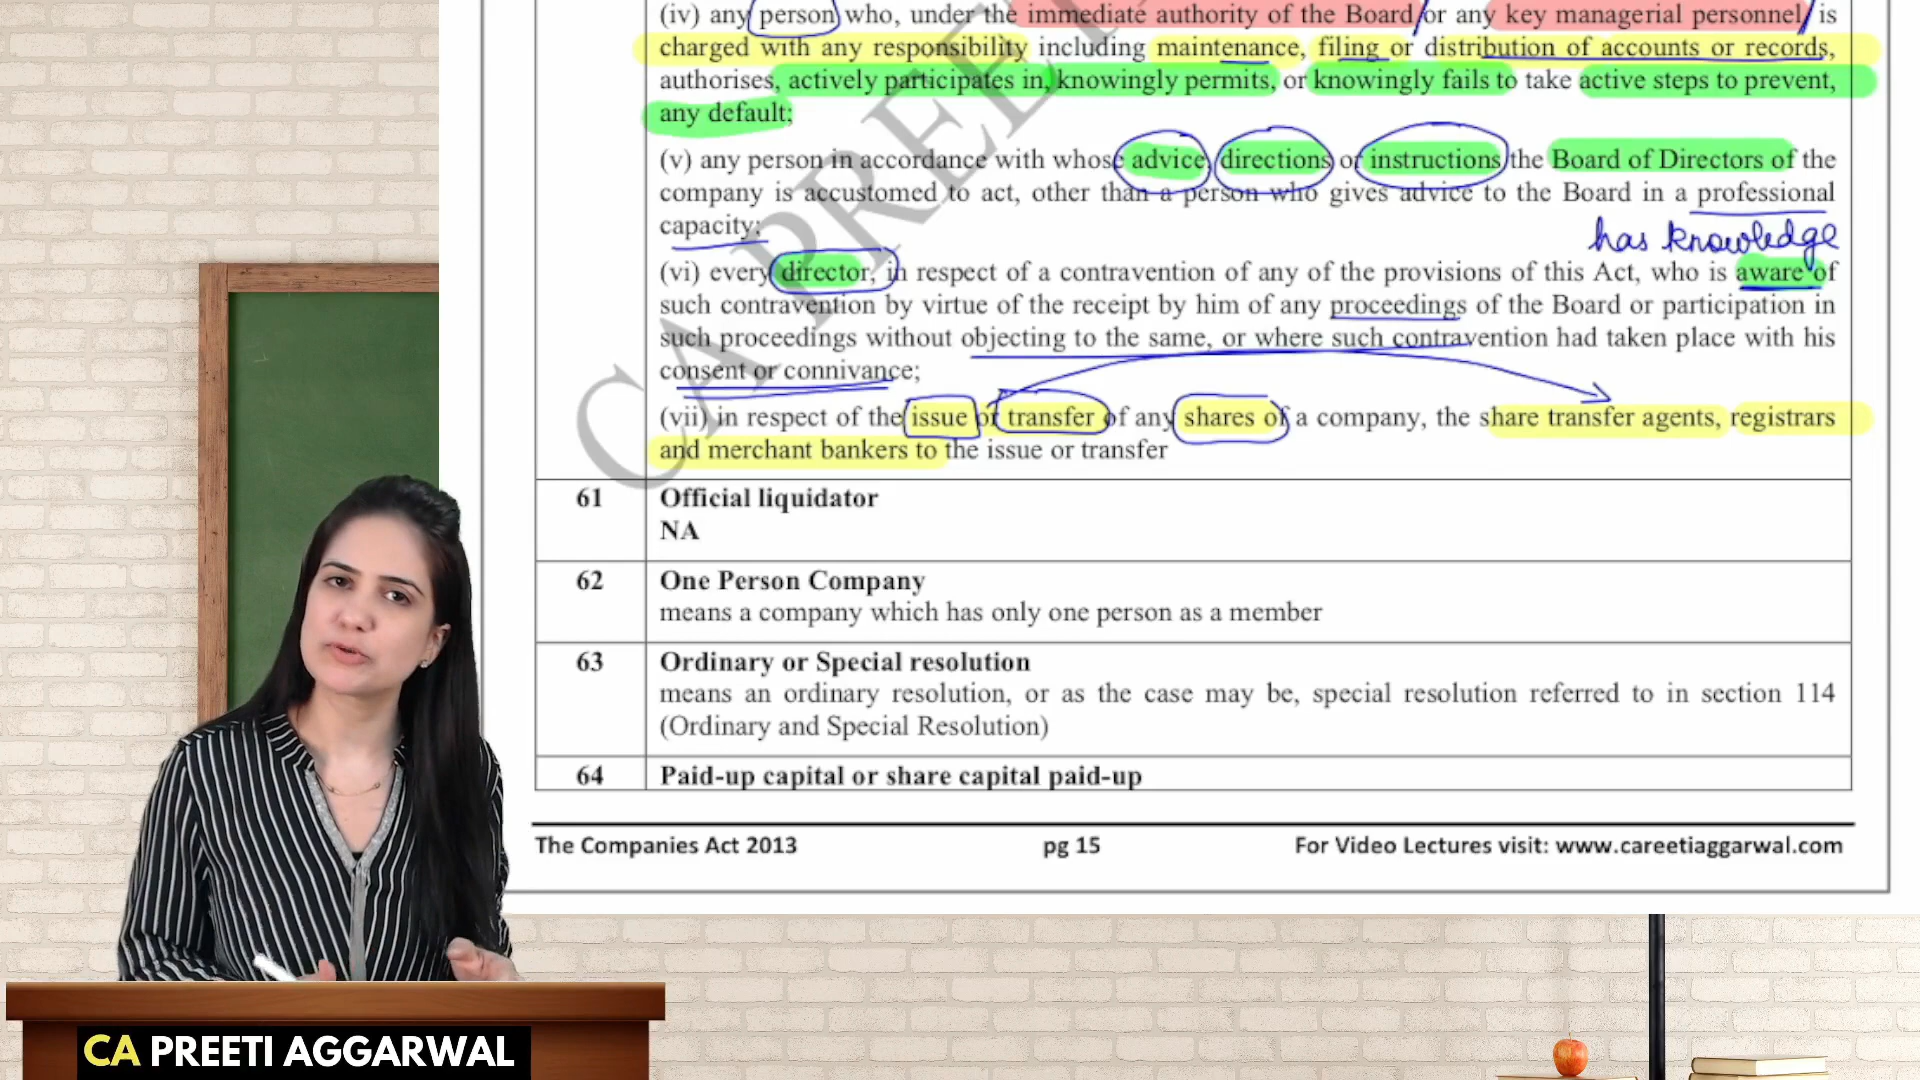 (iv) any person who, under the immediate authority of the Board or any key managerial personnel, is
charged with any responsibility including maintenance, filing or distribution of accounts or records,
authorises, actively participates in, knowingly permits, or knowingly fails to take active steps to prevent,
any default;
(v) any person in accordance with whose advice, directions or instructions the Board of Directors of the
company is accustomed to act, other than a person who gives advice to the Board in a professional
capacity;
has knowledge
(vi) every director, in respect of a contravention of any of the provisions of this Act, who is aware of
such contravention by virtue of the receipt by him of any proceedings of the Board or participation in
such proceedings without objecting to the same, or where such contravention had taken place with his
consent or connivance;
(vii) in respect of the issue or transfer of any shares of a company, the share transfer agents, registrars
and merchant bankers to the issue or transfer
61 Official liquidator
NA
62 One Person Company
means a company which has only one person as a member
63 Ordinary or Special resolution
means an ordinary resolution, or as the case may be, special resolution referred to in section 114
(Ordinary and Special Resolution)
64 Paid-up capital or share capital paid-up
The Companies Act 2013 pg 15 For Video Lectures visit: www.careetiaggarwal.com
CA PREE
CA PREETI AGGARWAL